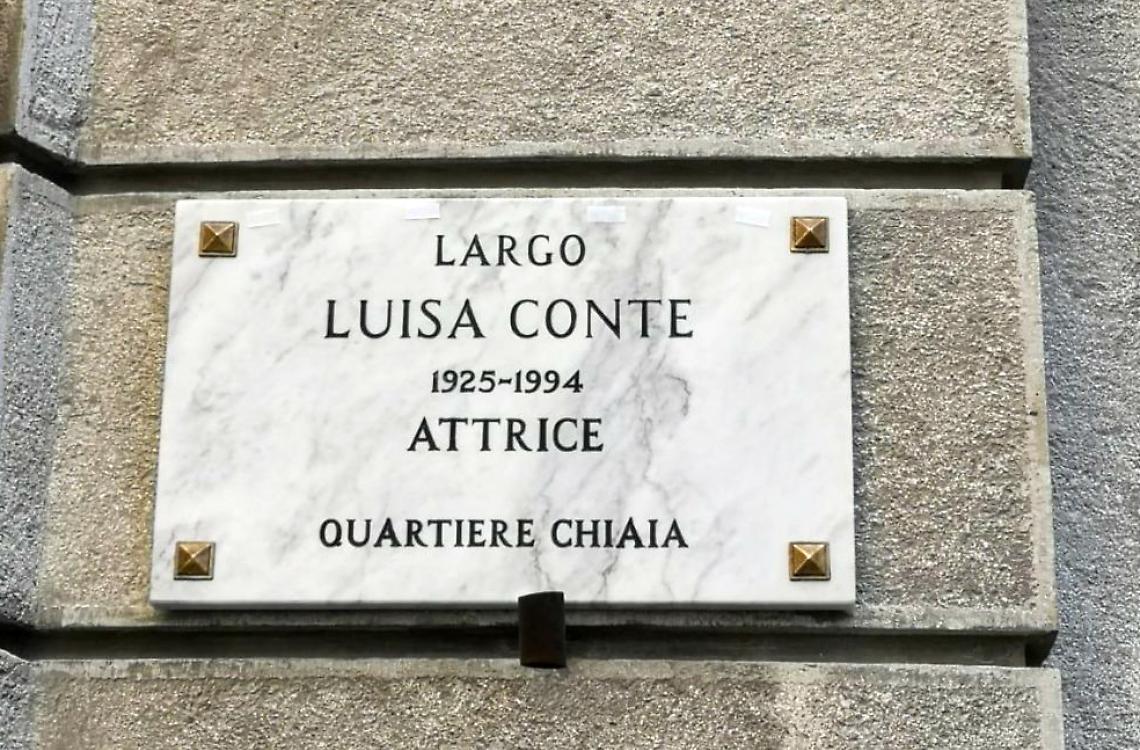 LARGO
LUISA CONTE
1925-1994
ATTRICE
QUARTIERE CHIAIA